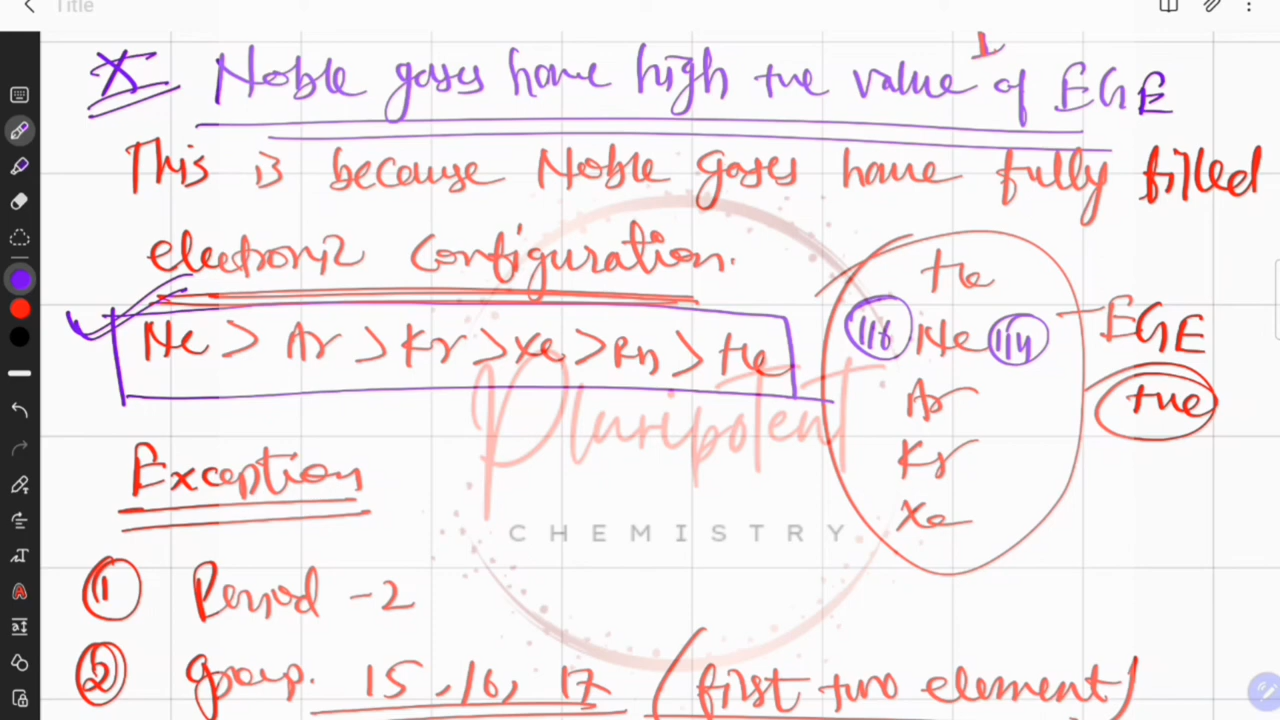 Title
X Noble gases have high +ve value of EGE
This is because Noble gases have fully filled
electronic configuration.
Ne > Ar > Kr > Xe > Rn > He
He
116 Ne 114
Ar
Kr
Xe
EGE
+ve
Exception
1 Period - 2
2 group. 15, 16, 17 (first two element)
Pluripotent
CHEMISTRY